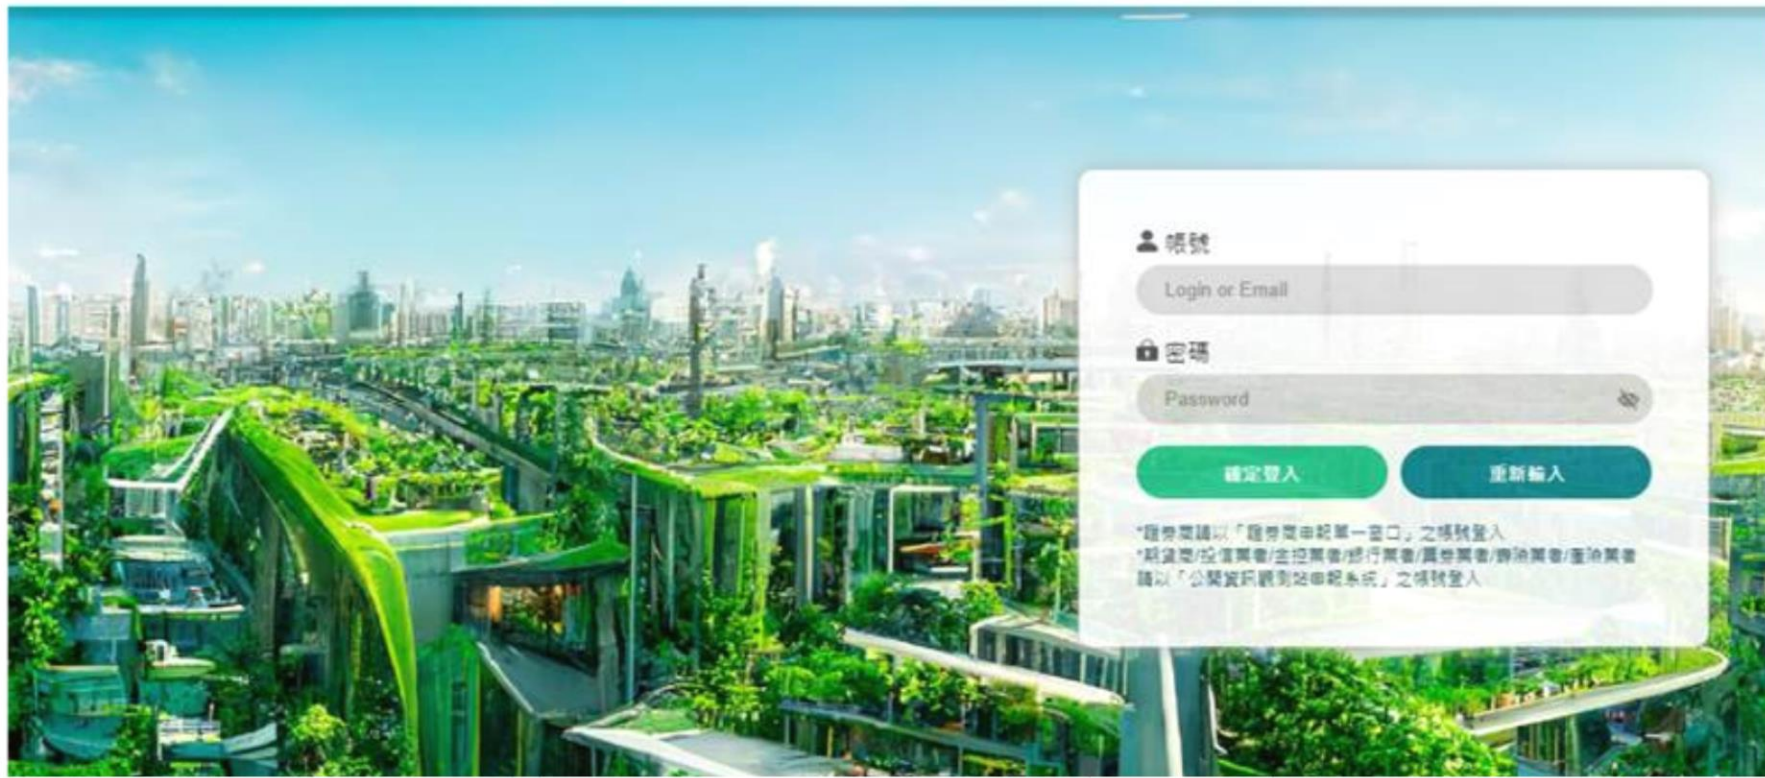 帳號
Login or Email
密碼
Password
確定登入
重新輸入
*證券商請以「證券商申報單一窗口」之帳號登入
*期貨商/投信業者/金控業者/銀行業者/票券業者/壽險業者/產險業者
請以「公開資訊觀測站申報系統」之帳號登入